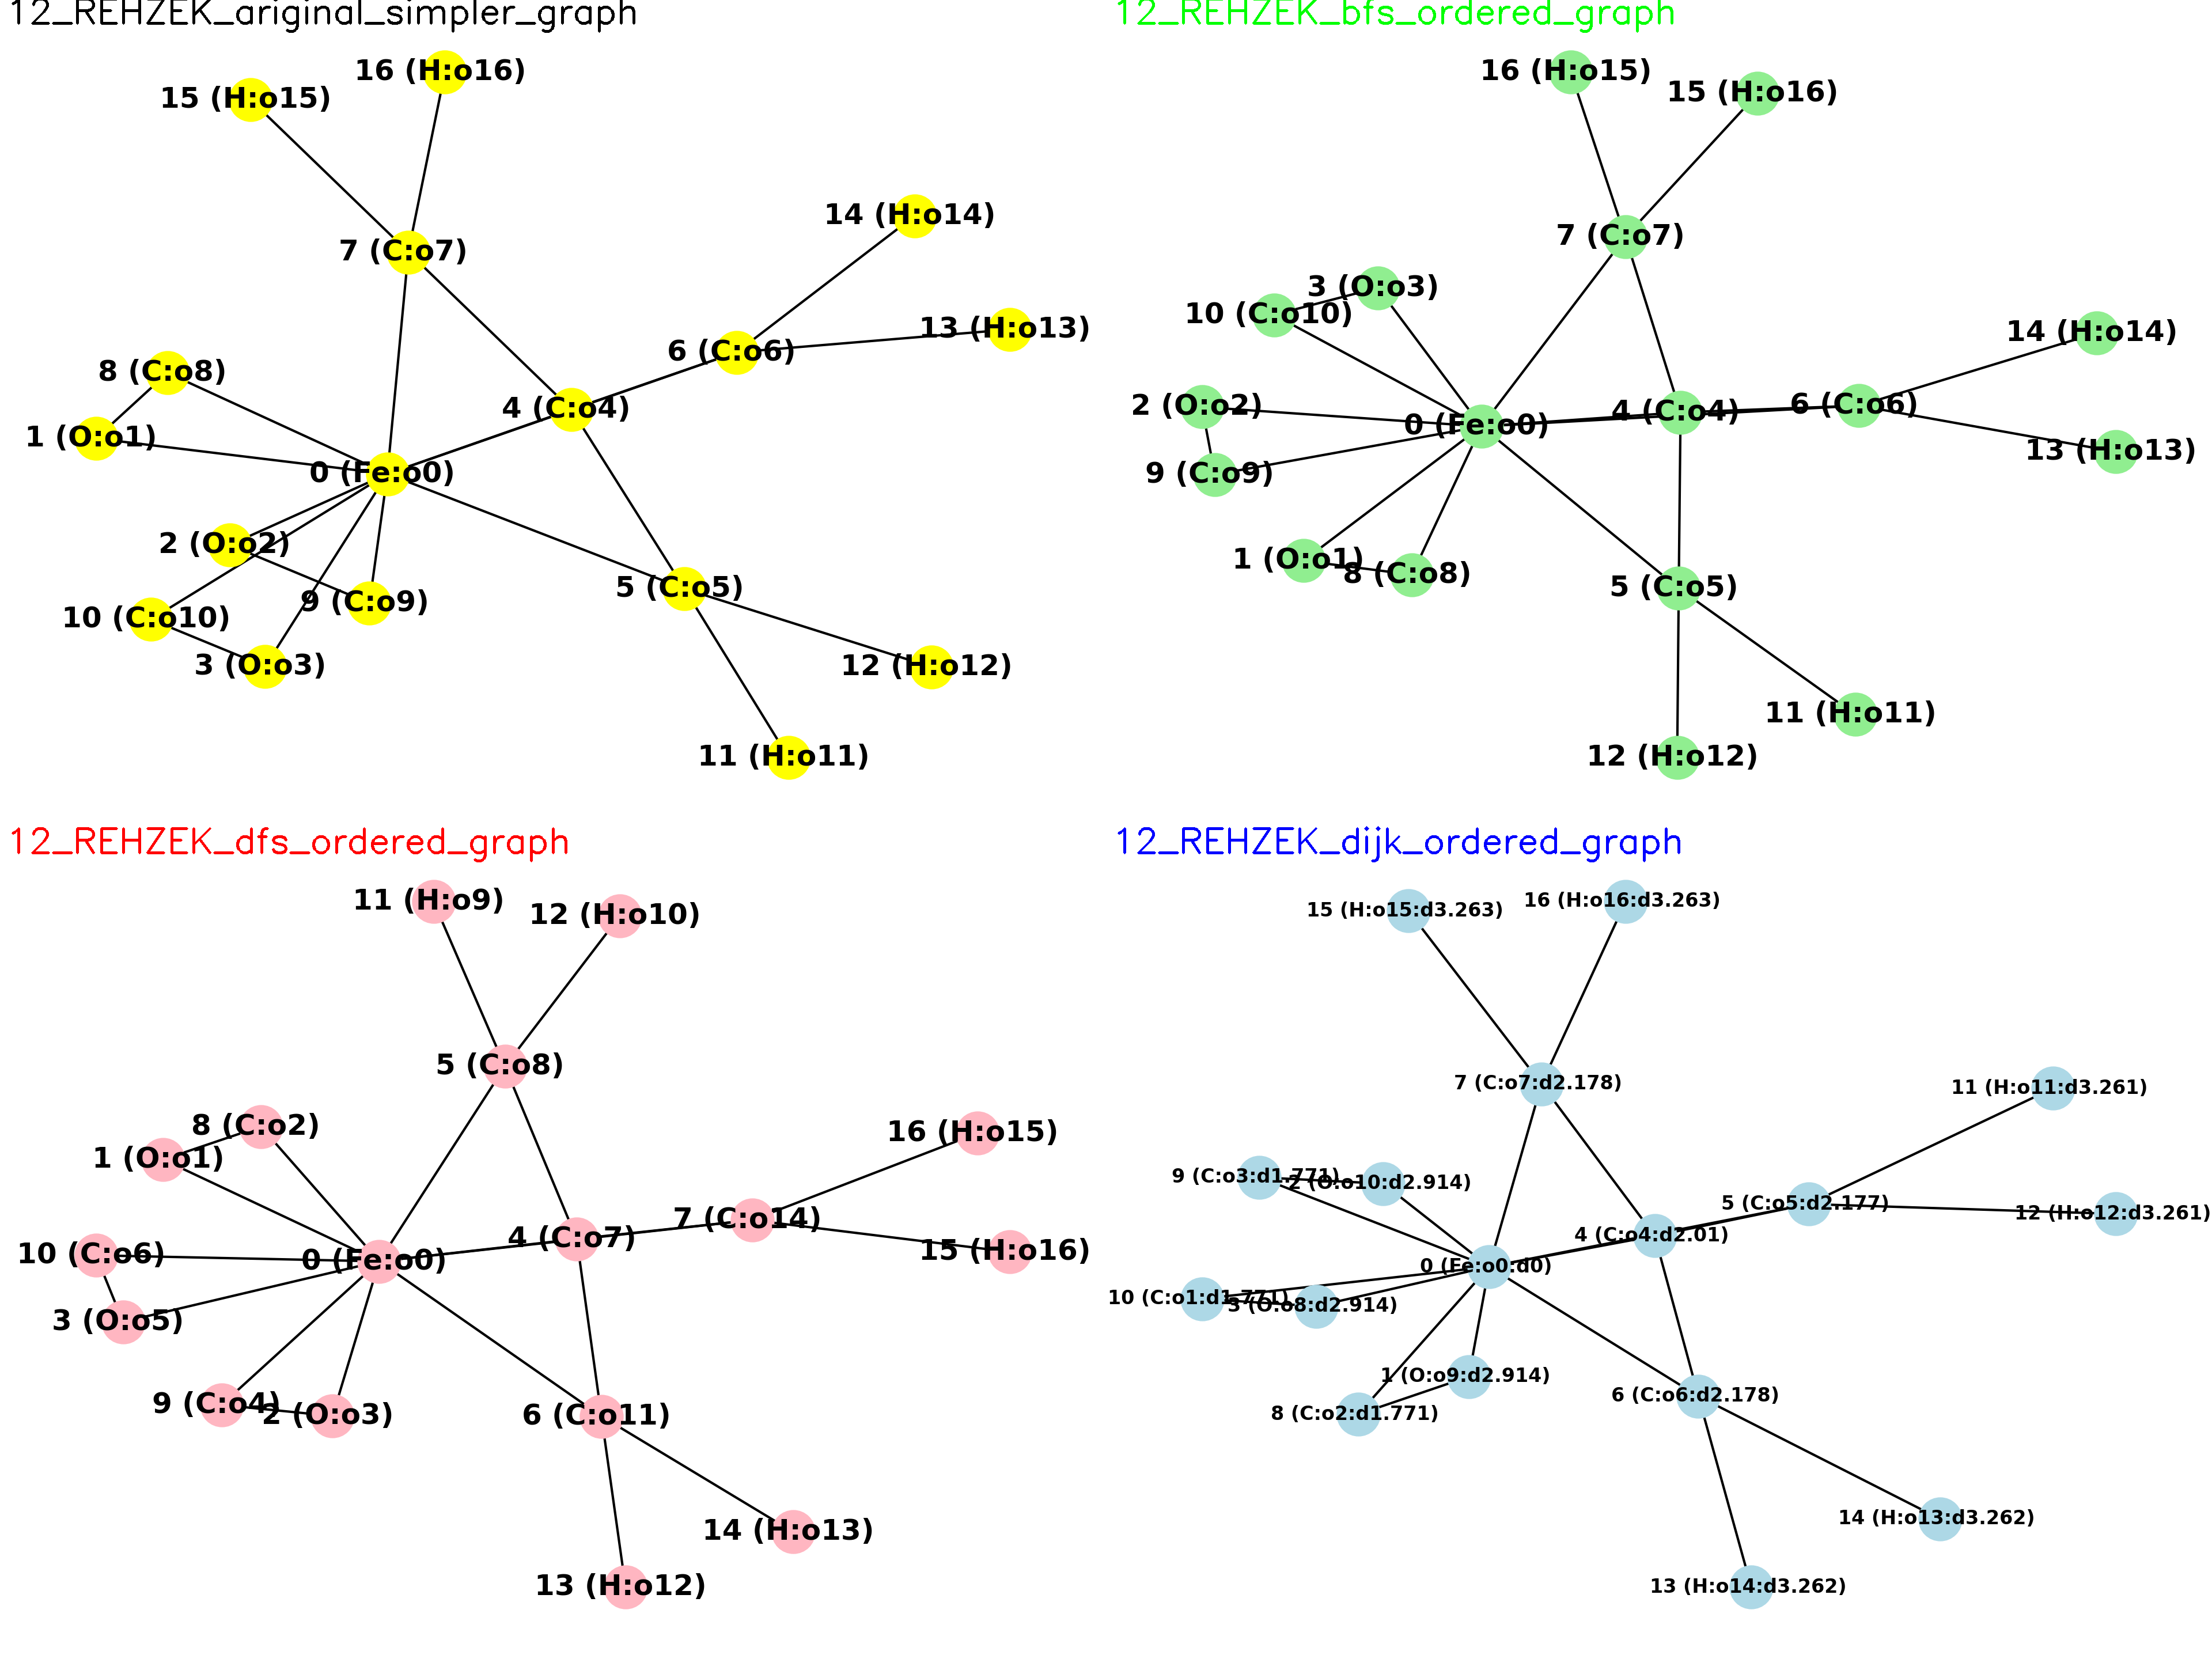 12_REHZEK_ariginal_simpler_graph
16 (H:o16)
15 (H:o15)
14 (H:o14)
7 (C:o7)
13 (H:o13)
6 (C:o6)
8 (C:o8)
4 (C:o4)
1 (O:o1)
0 (Fe:o0)
2 (O:o2)
5 (C:o5)
9 (C:o9)
10 (C:o10)
3 (O:o3)
12 (H:o12)
11 (H:o11)
12_REHZEK_bfs_ordered_graph
16 (H:o15)
15 (H:o16)
7 (C:o7)
3 (O:o3)
10 (C:o10)
14 (H:o14)
2 (O:o2)
6 (C:o6)
4 (C:o4)
0 (Fe:o0)
13 (H:o13)
9 (C:o9)
1 (O:o1)
8 (C:o8)
5 (C:o5)
11 (H:o11)
12 (H:o12)
12_REHZEK_dfs_ordered_graph
11 (H:o9)
12 (H:o10)
5 (C:o8)
8 (C:o2)
16 (H:o15)
1 (O:o1)
7 (C:o14)
4 (C:o7)
15 (H:o16)
10 (C:o6)
0 (Fe:o0)
3 (O:o5)
9 (C:o4)
2 (O:o3)
6 (C:o11)
14 (H:o13)
13 (H:o12)
12_REHZEK_dijk_ordered_graph
16 (H:o16:d3.263)
15 (H:o15:d3.263)
7 (C:o7:d2.178)
11 (H:o11:d3.261)
9 (C:o3:d1.771)
2 (O:o10:d2.914)
5 (C:o5:d2.177)
12 (H:o12:d3.261)
4 (C:o4:d2.01)
0 (Fe:o0:d0)
10 (C:o1:d1.771)
3 (O:o8:d2.914)
1 (O:o9:d2.914)
6 (C:o6:d2.178)
8 (C:o2:d1.771)
14 (H:o13:d3.262)
13 (H:o14:d3.262)